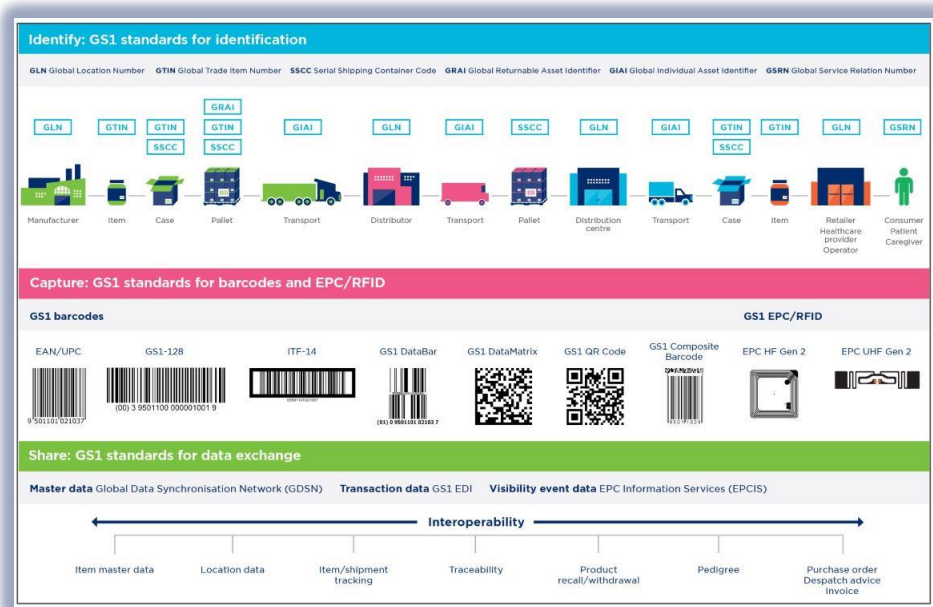 Identify: GS1 standards for identification
GLN Global Location Number GTIN Global Trade Item Number SSCC Serial Shipping Container Code GRAI Global Returnable Asset Identifier GIAI Global Individual Asset Identifier GSRN Global Service Relation Number
GRAI
GLN GTIN GTIN GTIN GIAI GLN GIAI SSCC GLN GIAI GTIN GTIN GLN GSRN
SSCC SSCC SSCC
Manufacturer Item Case Pallet Transport Distributor Transport Pallet Distribution Transport Case Item Retailer Consumer
centre Healthcare Patient
provider Caregiver
Operator
Capture: GS1 standards for barcodes and EPC/RFID
GS1 barcodes GS1 EPC/RFID
EAN/UPC GS1-128 ITF-14 GS1 DataBar GS1 DataMatrix GS1 QR Code GS1 Composite Barcode EPC HF Gen 2 EPC UHF Gen 2
9 501101 021037
(00) 3 9501100 000001001 9
(01) 0 9501101 02103 7
Share: GS1 standards for data exchange
Master data Global Data Synchronisation Network (GDSN) Transaction data GS1 EDI Visibility event data EPC Information Services (EPCIS)
Interoperability
Item master data Location data Item/shipment Traceability Product Pedigree Purchase order
tracking recall/withdrawal Despatch advice
Invoice